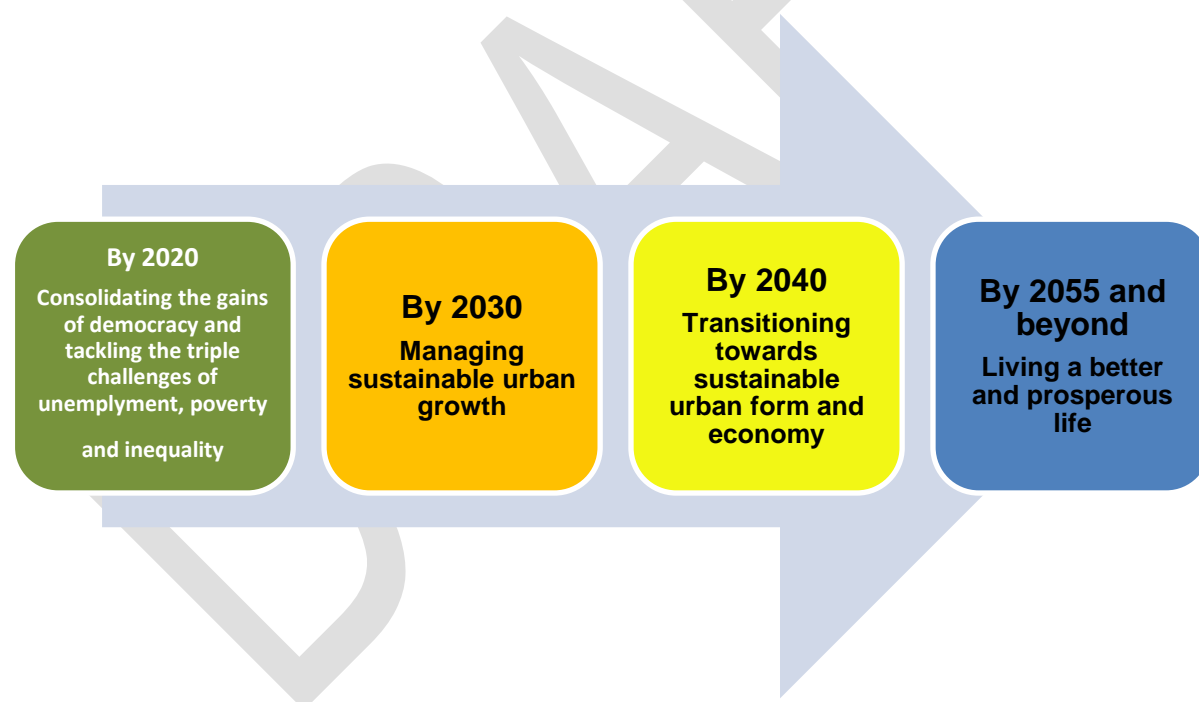 By 2020
Consolidating the gains
of democracy and
tackling the triple
challenges of
unemplyment, poverty
and inequality
By 2030
Managing
sustainable urban
growth
By 2040
Transitioning
towards
sustainable
urban form and
economy
By 2055 and
beyond
Living a better
and prosperous
life